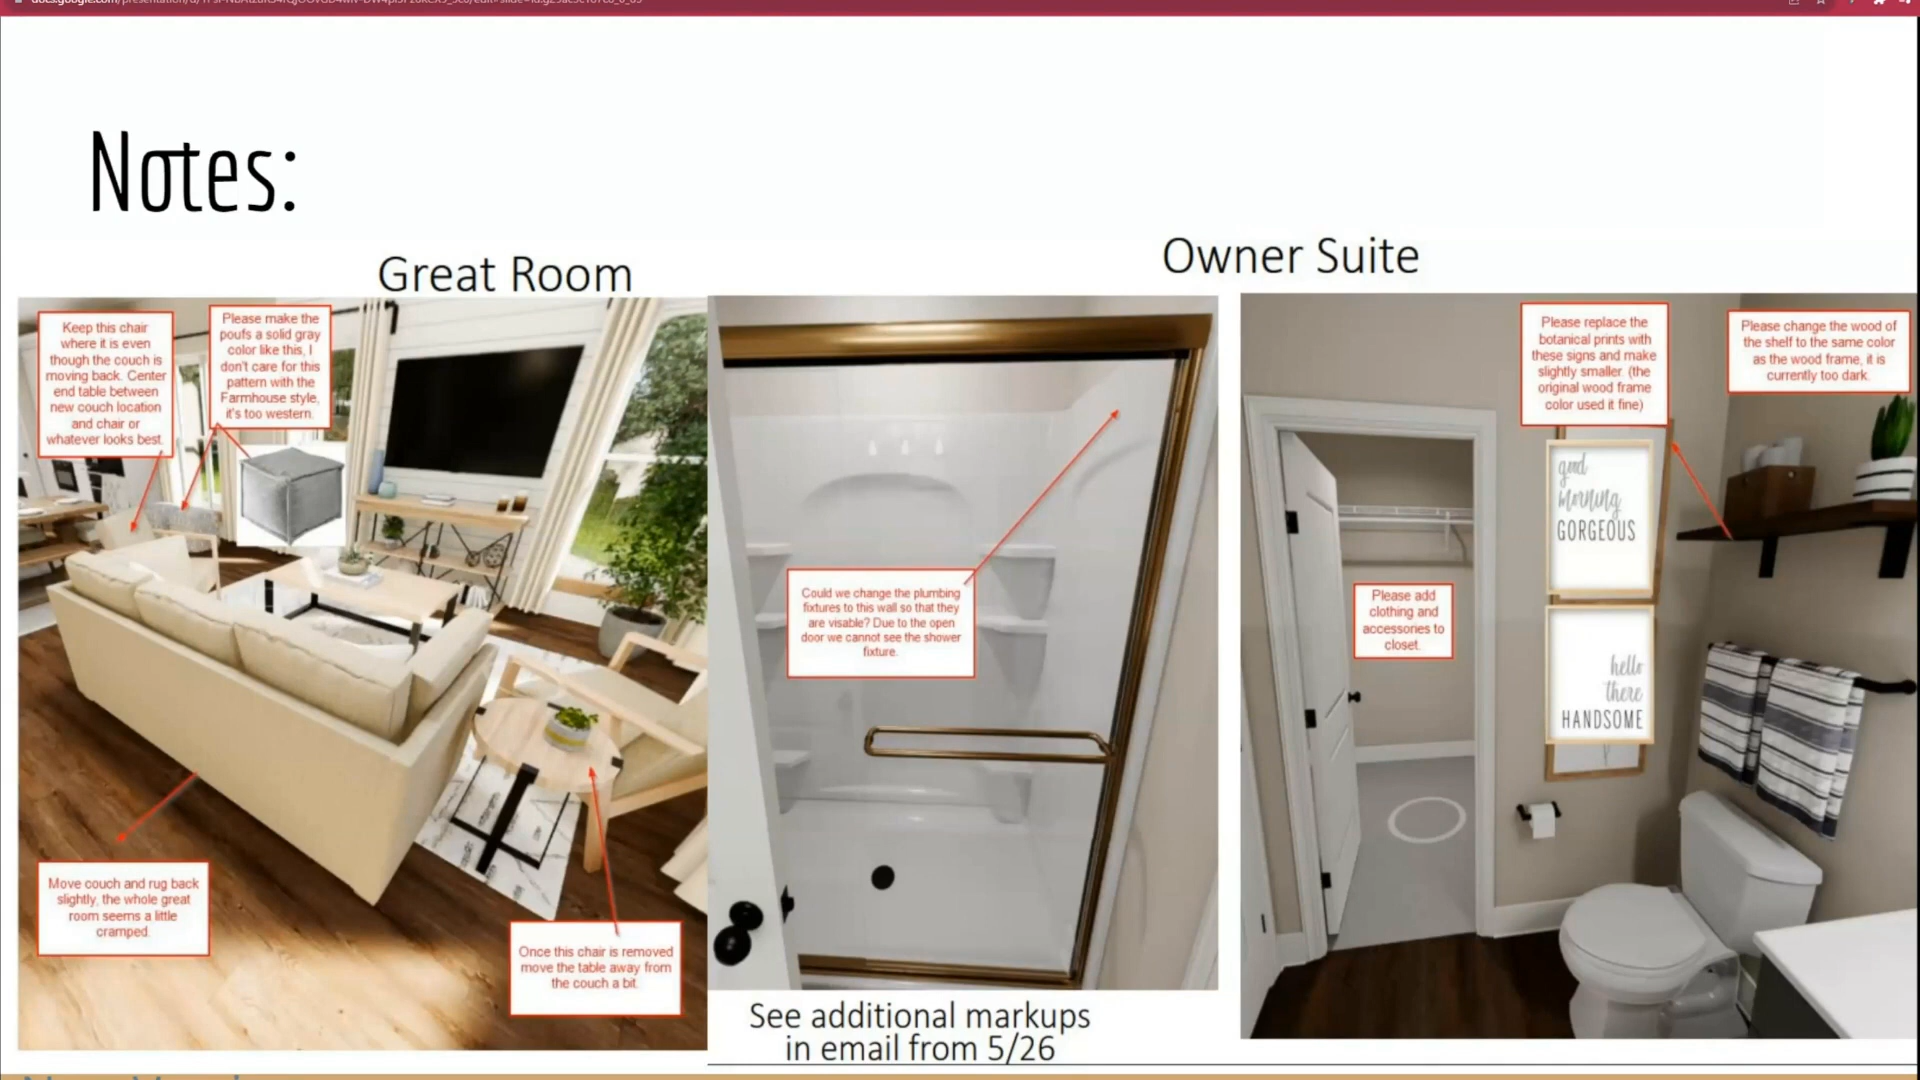 Notes:
Great Room
Owner Suite
Keep this chair
where it is even
though the couch is
moving back. Center
end table between
new couch location
and chair or
whatever looks best.
Please make the
poufs a solid gray
color like this, I
don't care for this
pattern with the
Farmhouse style,
it's too western.
Move couch and rug back
slightly, the whole great
room seems a little
cramped.
Once this chair is removed
move the table away from
the couch a bit.
Could we change the plumbing
fixtures to this wall so that they
are visable? Due to the open
door we cannot see the shower
fixture.
See additional markups
in email from 5/26
Please replace the
botanical prints with
these signs and make
slightly smaller. (the
original wood frame
color used it fine)
Please change the wood of
the shelf to the same color
as the wood frame, it is
currently too dark.
good
morning
GORGEOUS
Please add
clothing and
accessories to
closet.
hello
there
HANDSOME